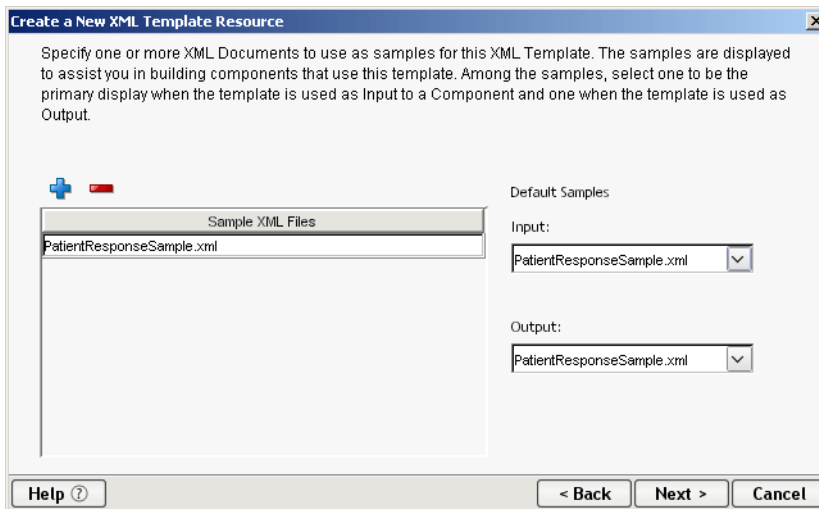 Create a New XML Template Resource
Specify one or more XML Documents to use as samples for this XML Template. The samples are displayed
to assist you in building components that use this template. Among the samples, select one to be the
primary display when the template is used as Input to a Component and one when the template is used as
Output.
Default Samples
Sample XML Files
PatientResponseSample.xml
Input:
PatientResponseSample.xml
Output:
PatientResponseSample.xml
Help ?
< Back
Next >
Cancel